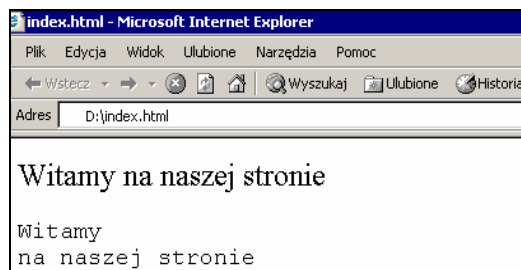 index.html - Microsoft Internet Explorer
Plik Edycja Widok Ulubione Narzędzia Pomoc
Wstecz Wyszukaj Ulubione Historia
Adres D:\index.html
Witamy na naszej stronie
Witamy
na naszej stronie